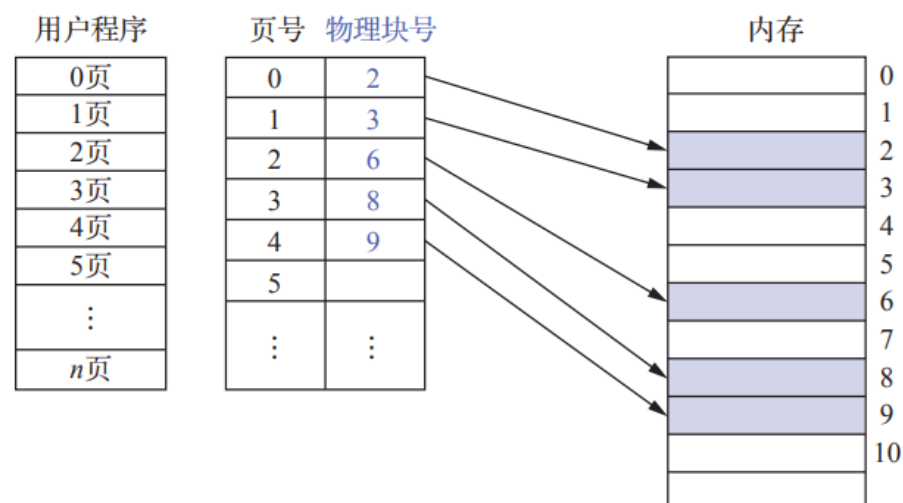 用户程序 页号 物理块号 内存
0页 0 2 0
1页 1 3 1
2页 2 6 2
3页 3 8 3
4页 4 9 4
5页 5 5
⋮ ⋮ ⋮ 6
n页 7
8
9
10